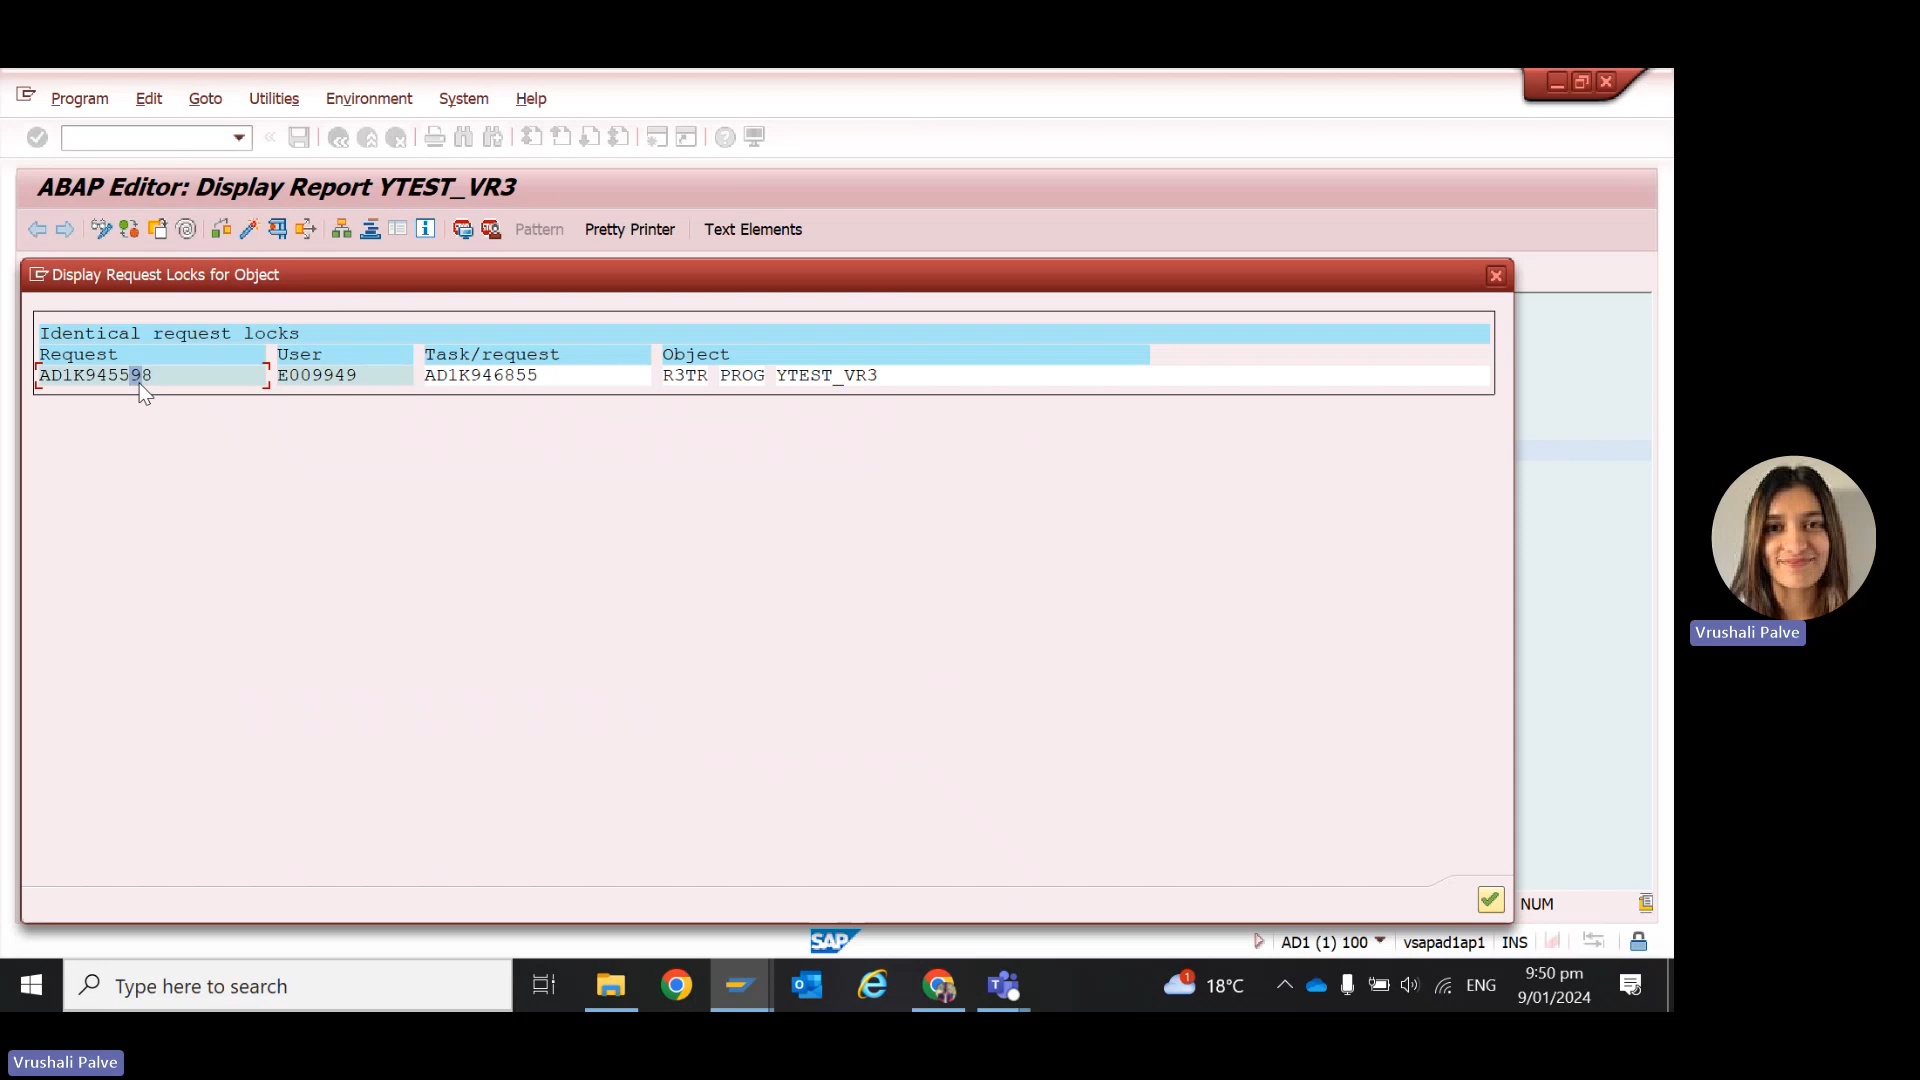 Program Edit Goto Utilities Environment System Help
ABAP Editor: Display Report YTEST_VR3
Pattern Pretty Printer Text Elements
Display Request Locks for Object
Identical request locks
Request User Task/request Object
AD1K945598 E009949 AD1K946855 R3TR PROG YTEST_VR3
Vrushali Palve
NUM
SAP AD1 (1) 100 vsapad1ap1 INS
Type here to search 1 18°C ENG 9:50 pm
9/01/2024
Vrushali Palve